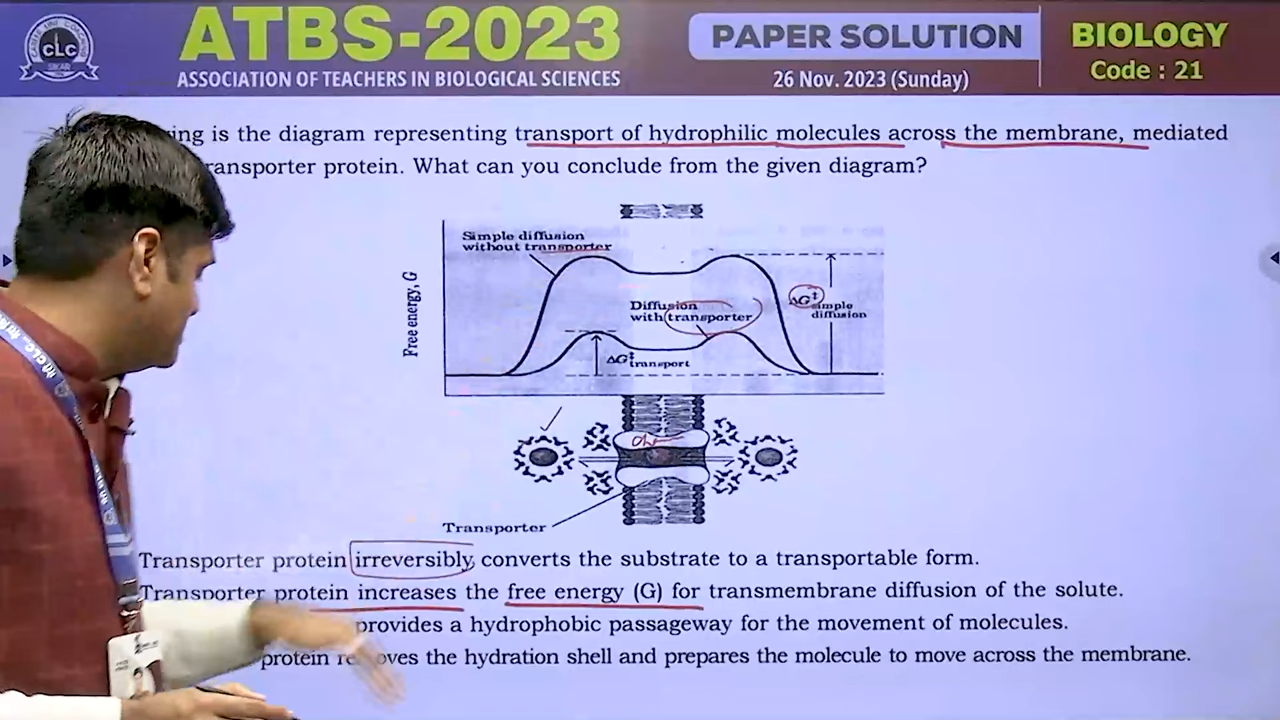 CLC
SIKAR
ATBS-2023
ASSOCIATION OF TEACHERS IN BIOLOGICAL SCIENCES
PAPER SOLUTION
26 Nov. 2023 (Sunday)
BIOLOGY
Code : 21
ing is the diagram representing transport of hydrophilic molecules across the membrane, mediated
ransporter protein. What can you conclude from the given diagram?
Simple diffusion
without transporter
Free energy, G
Diffusion
with transporter
ΔG‡ simple
diffusion
ΔG‡transport
Transporter
Transporter protein irreversibly converts the substrate to a transportable form.
Transporter protein increases the free energy (G) for transmembrane diffusion of the solute.
provides a hydrophobic passageway for the movement of molecules.
protein removes the hydration shell and prepares the molecule to move across the membrane.